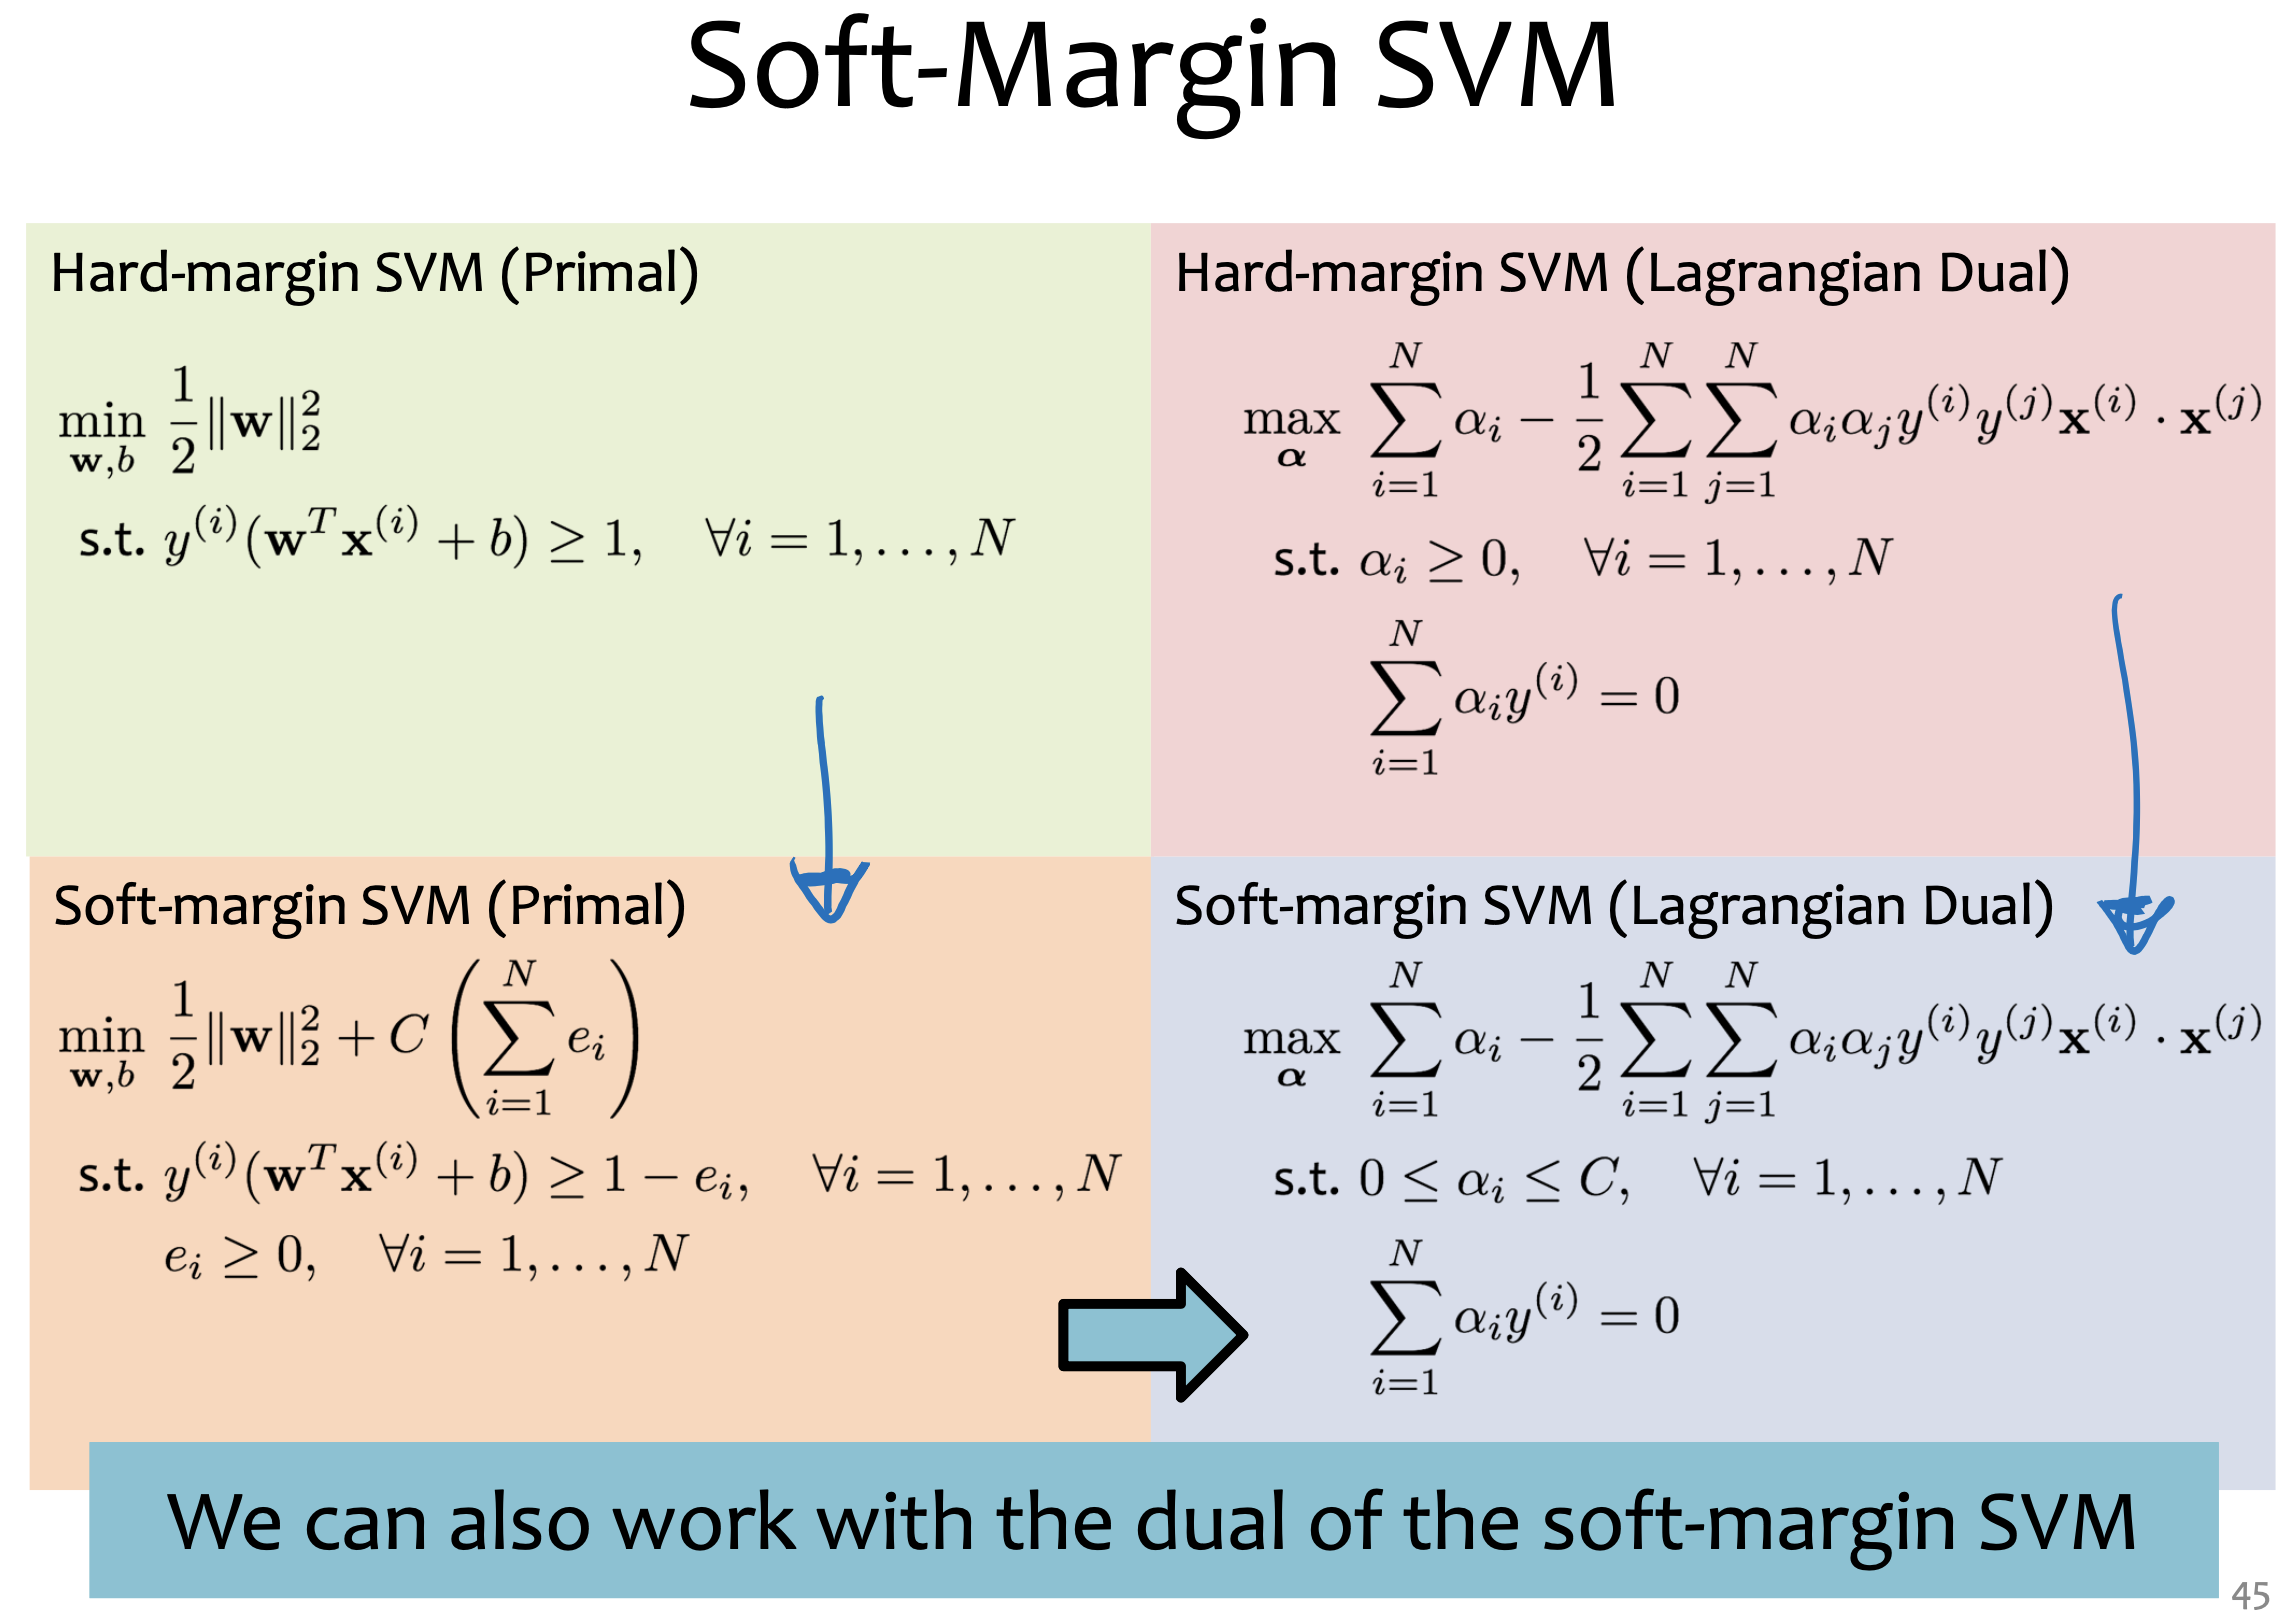 Soft-Margin SVM
Hard-margin SVM (Primal)
$\min_{\mathbf{w},b} \frac{1}{2}\|\mathbf{w}\|_2^2$
s.t. $y^{(i)}(\mathbf{w}^T\mathbf{x}^{(i)} + b) \geq 1, \quad \forall i = 1, \ldots, N$
Hard-margin SVM (Lagrangian Dual)
$\max_{\boldsymbol{\alpha}} \sum_{i=1}^{N} \alpha_i - \frac{1}{2}\sum_{i=1}^{N}\sum_{j=1}^{N} \alpha_i\alpha_j y^{(i)}y^{(j)}\mathbf{x}^{(i)} \cdot \mathbf{x}^{(j)}$
s.t. $\alpha_i \geq 0, \quad \forall i = 1, \ldots, N$
$\sum_{i=1}^{N} \alpha_i y^{(i)} = 0$
Soft-margin SVM (Primal)
$\min_{\mathbf{w},b} \frac{1}{2}\|\mathbf{w}\|_2^2 + C\left(\sum_{i=1}^{N} e_i\right)$
s.t. $y^{(i)}(\mathbf{w}^T\mathbf{x}^{(i)} + b) \geq 1 - e_i, \quad \forall i = 1, \ldots, N$
$e_i \geq 0, \quad \forall i = 1, \ldots, N$
Soft-margin SVM (Lagrangian Dual)
$\max_{\boldsymbol{\alpha}} \sum_{i=1}^{N} \alpha_i - \frac{1}{2}\sum_{i=1}^{N}\sum_{j=1}^{N} \alpha_i\alpha_j y^{(i)}y^{(j)}\mathbf{x}^{(i)} \cdot \mathbf{x}^{(j)}$
s.t. $0 \leq \alpha_i \leq C, \quad \forall i = 1, \ldots, N$
$\sum_{i=1}^{N} \alpha_i y^{(i)} = 0$
We can also work with the dual of the soft-margin SVM
45